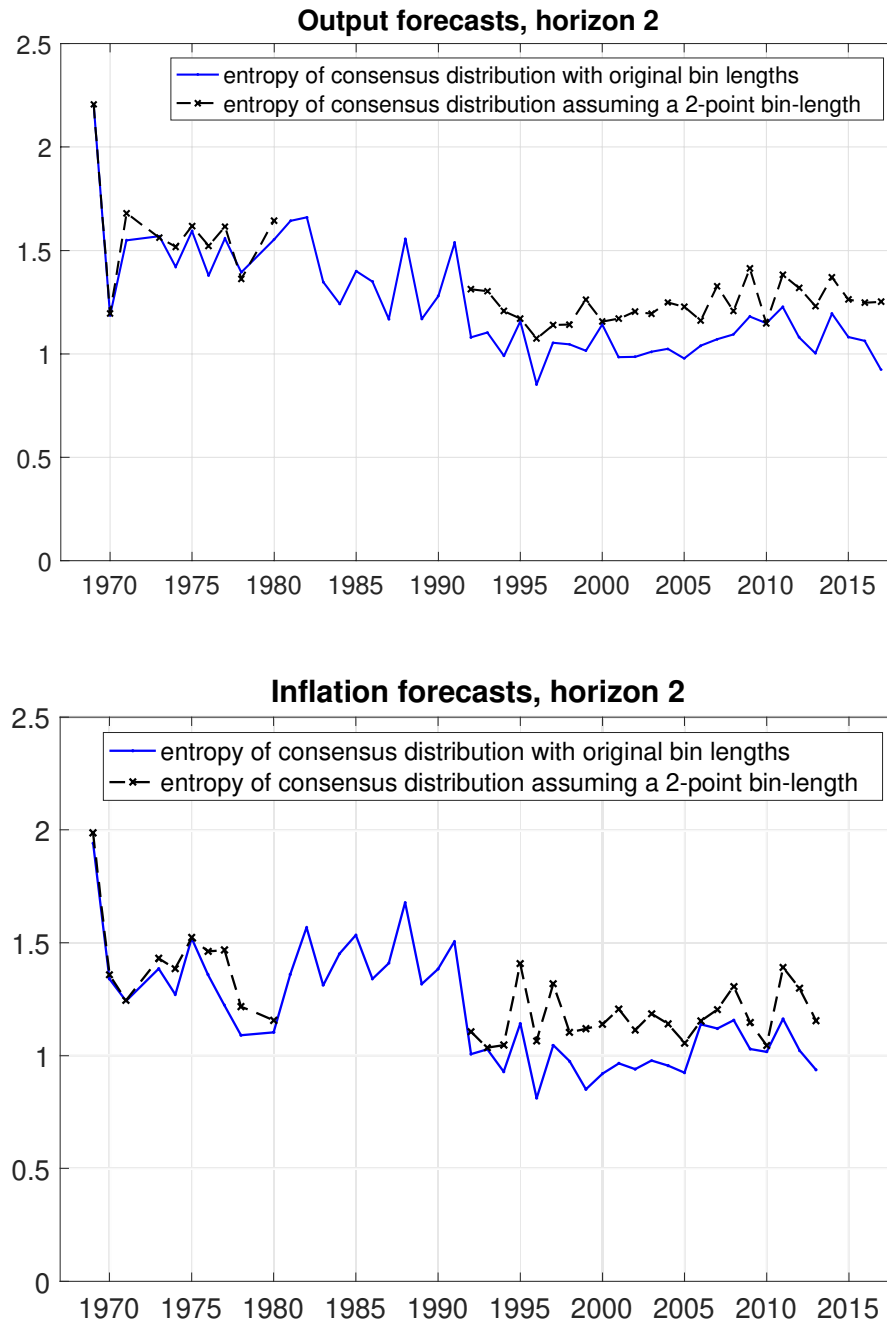 Output forecasts, horizon 2
2.5
entropy of consensus distribution with original bin lengths
entropy of consensus distribution assuming a 2-point bin-length
2
1.5
1
0.5
0
1970 1975 1980 1985 1990 1995 2000 2005 2010 2015
Inflation forecasts, horizon 2
2.5
entropy of consensus distribution with original bin lengths
entropy of consensus distribution assuming a 2-point bin-length
2
1.5
1
0.5
0
1970 1975 1980 1985 1990 1995 2000 2005 2010 2015